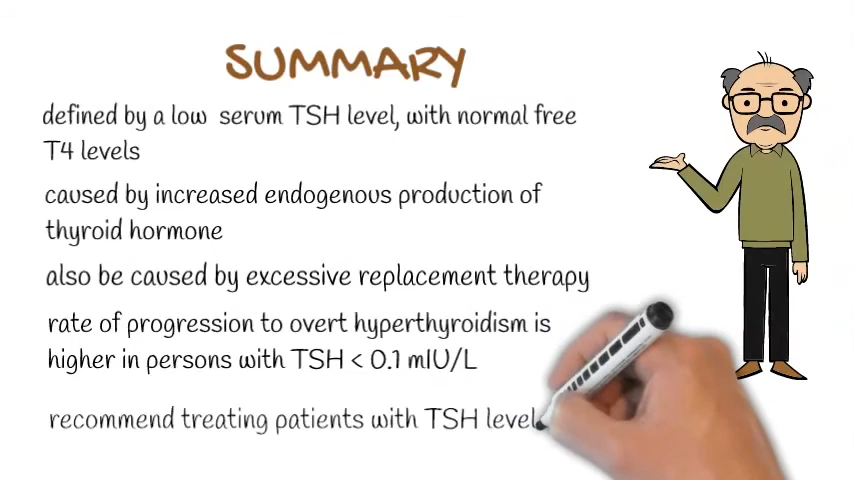 SUMMARY
defined by a low serum TSH level, with normal free
T4 levels
caused by increased endogenous production of
thyroid hormone
also be caused by excessive replacement therapy
rate of progression to overt hyperthyroidism is
higher in persons with TSH < 0.1 mIU/L
recommend treating patients with TSH level